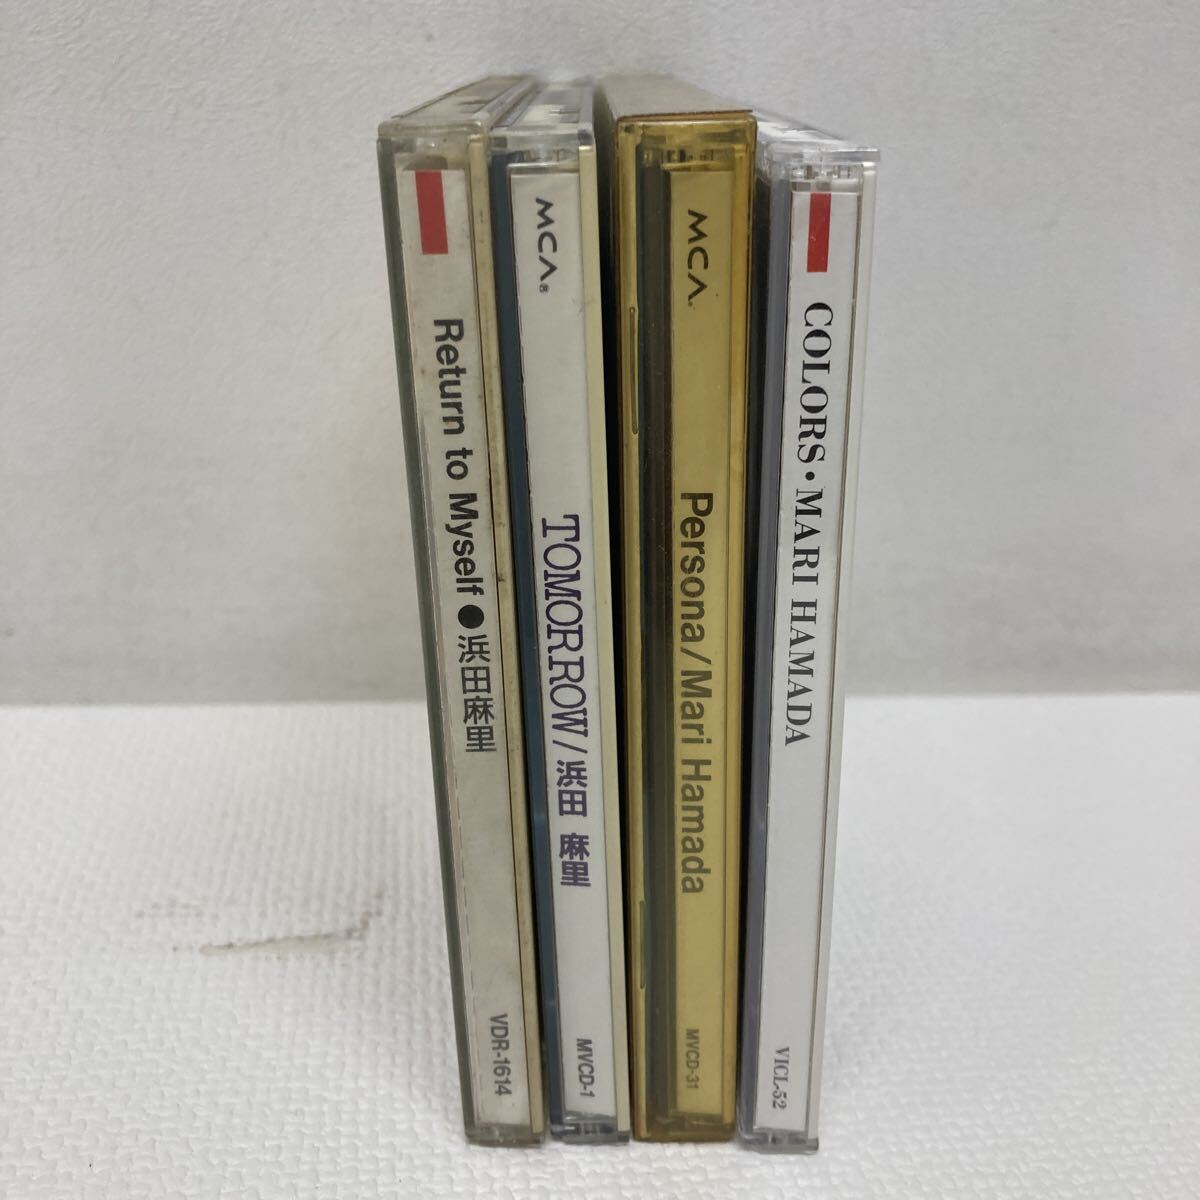 Return to Myself●浜田麻里
VDR-1614
MCA®
TOMORROW/浜田 麻里
MVCD-1
MCA.
Persona/Mari Hamada
MVCD-31
COLORS・MARI HAMADA
VICL-52